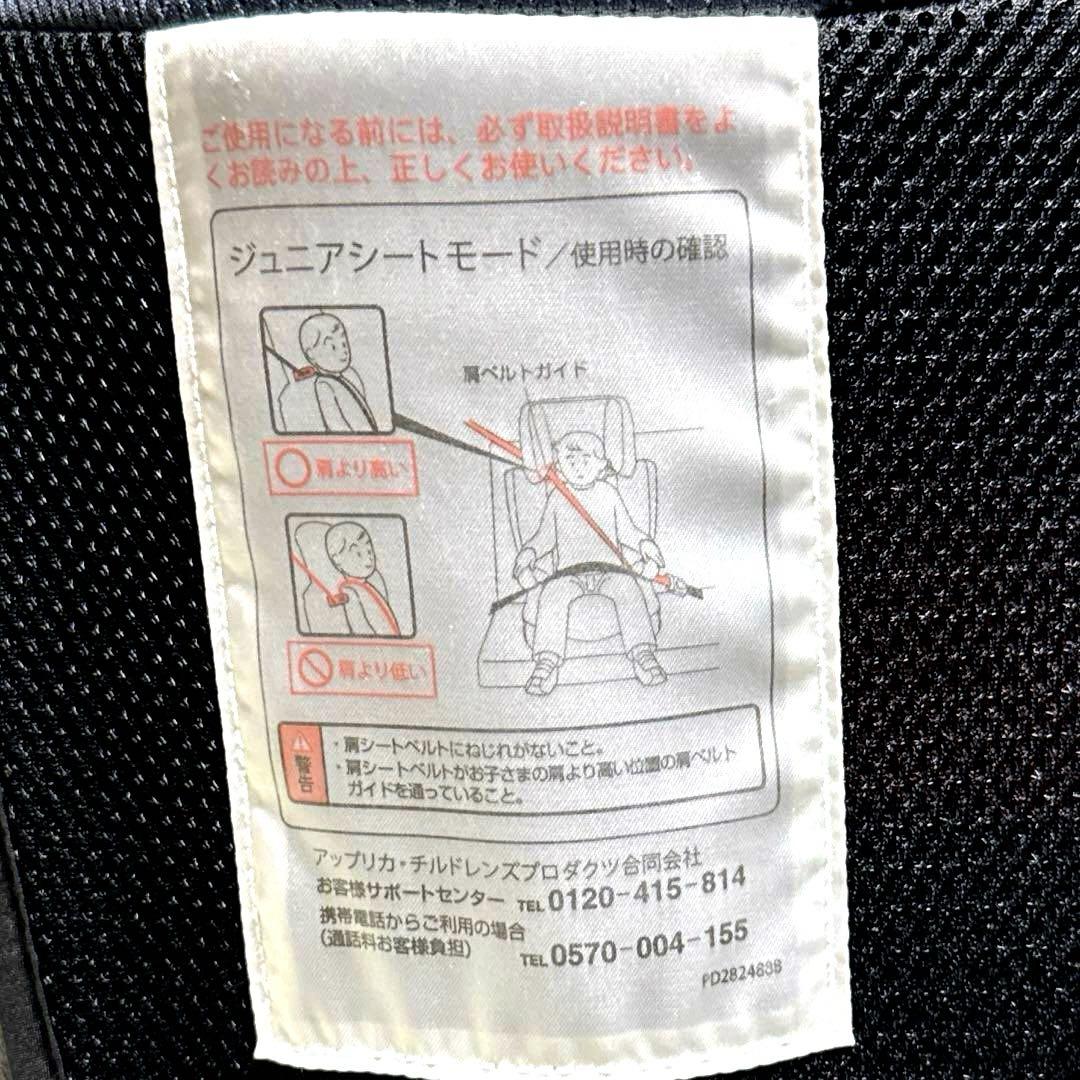 ご使用になる前には、必ず取扱説明書をよ
くお読みの上、正しくお使いください。
ジュニアシートモード/使用時の確認
肩ベルトガイド
肩より高い
肩より低い
警告
・肩シートベルトにねじれがないこと。
・肩シートベルトがお子さまの肩より高い位置の肩ベルト
ガイドを通っていること。
アップリカ・チルドレンズプロダクツ合同会社
お客様サポートセンター TEL 0120-415-814
携帯電話からご利用の場合
(通話料お客様負担) TEL 0570-004-155